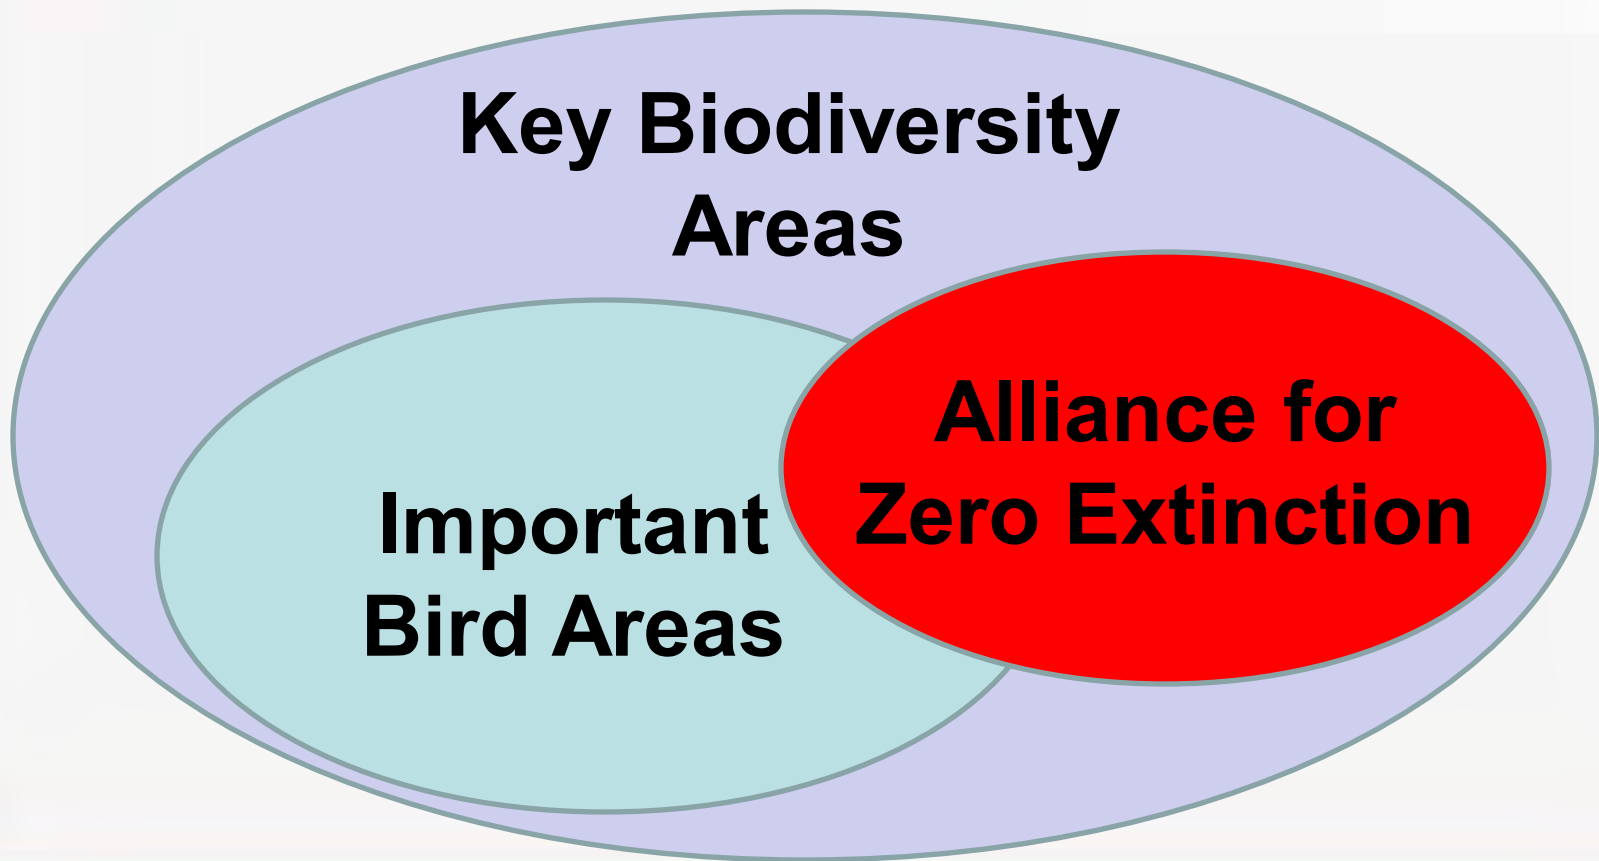 Key Biodiversity
Areas
Alliance for
Zero Extinction
Important
Bird Areas